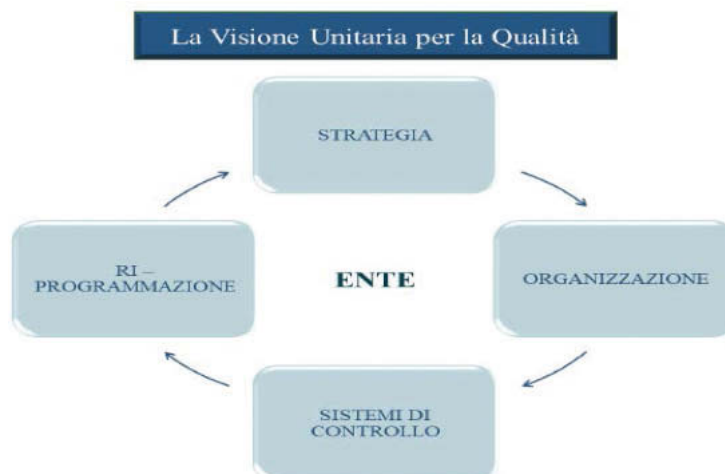 La Visione Unitaria per la Qualità
STRATEGIA
RI –
PROGRAMMAZIONE
ENTE
ORGANIZZAZIONE
SISTEMI DI
CONTROLLO